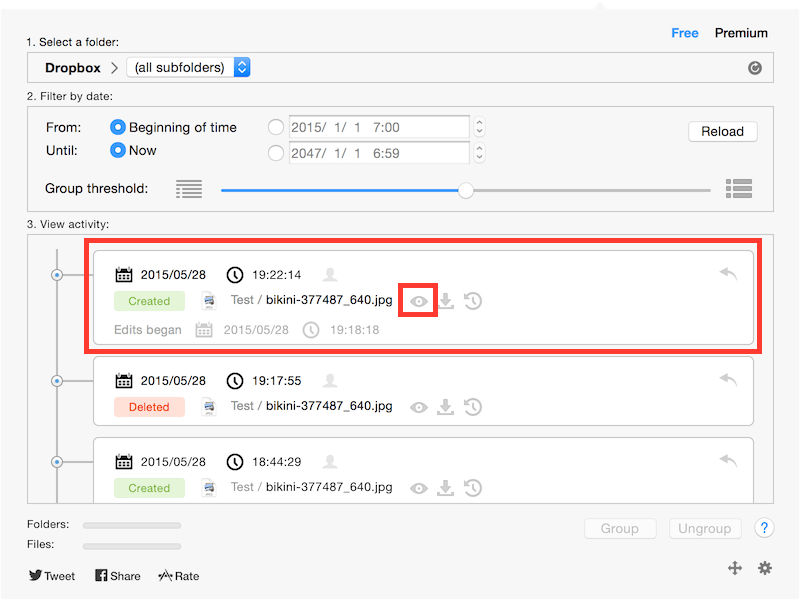 Free Premium
1. Select a folder:
Dropbox (all subfolders)
2. Filter by date:
From: Beginning of time 2015/ 1/ 1 7:00
Until: Now 2047/ 1/ 1 6:59
Reload
Group threshold:
3. View activity:
2015/05/28 19:22:14
Created Test / bikini-377487_640.jpg
Edits began 2015/05/28 19:18:18
2015/05/28 19:17:55
Deleted Test / bikini-377487_640.jpg
2015/05/28 18:44:29
Created Test / bikini-377487_640.jpg
Folders:
Files:
Group Ungroup ?
Tweet Share Rate